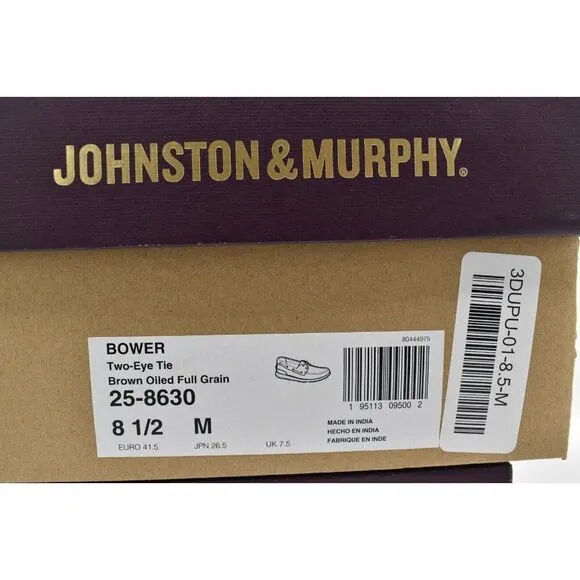 JOHNSTON & MURPHY®
BOWER
Two-Eye Tie
Brown Oiled Full Grain
25-8630
8 1/2 M
EURO 41.5 JPN 26.5 UK 7.5
80444975
1 95113 09500 2
MADE IN INDIA
HECHO EN INDIA
FABRIQUE EN INDE
3DUPU-01-8.5-M